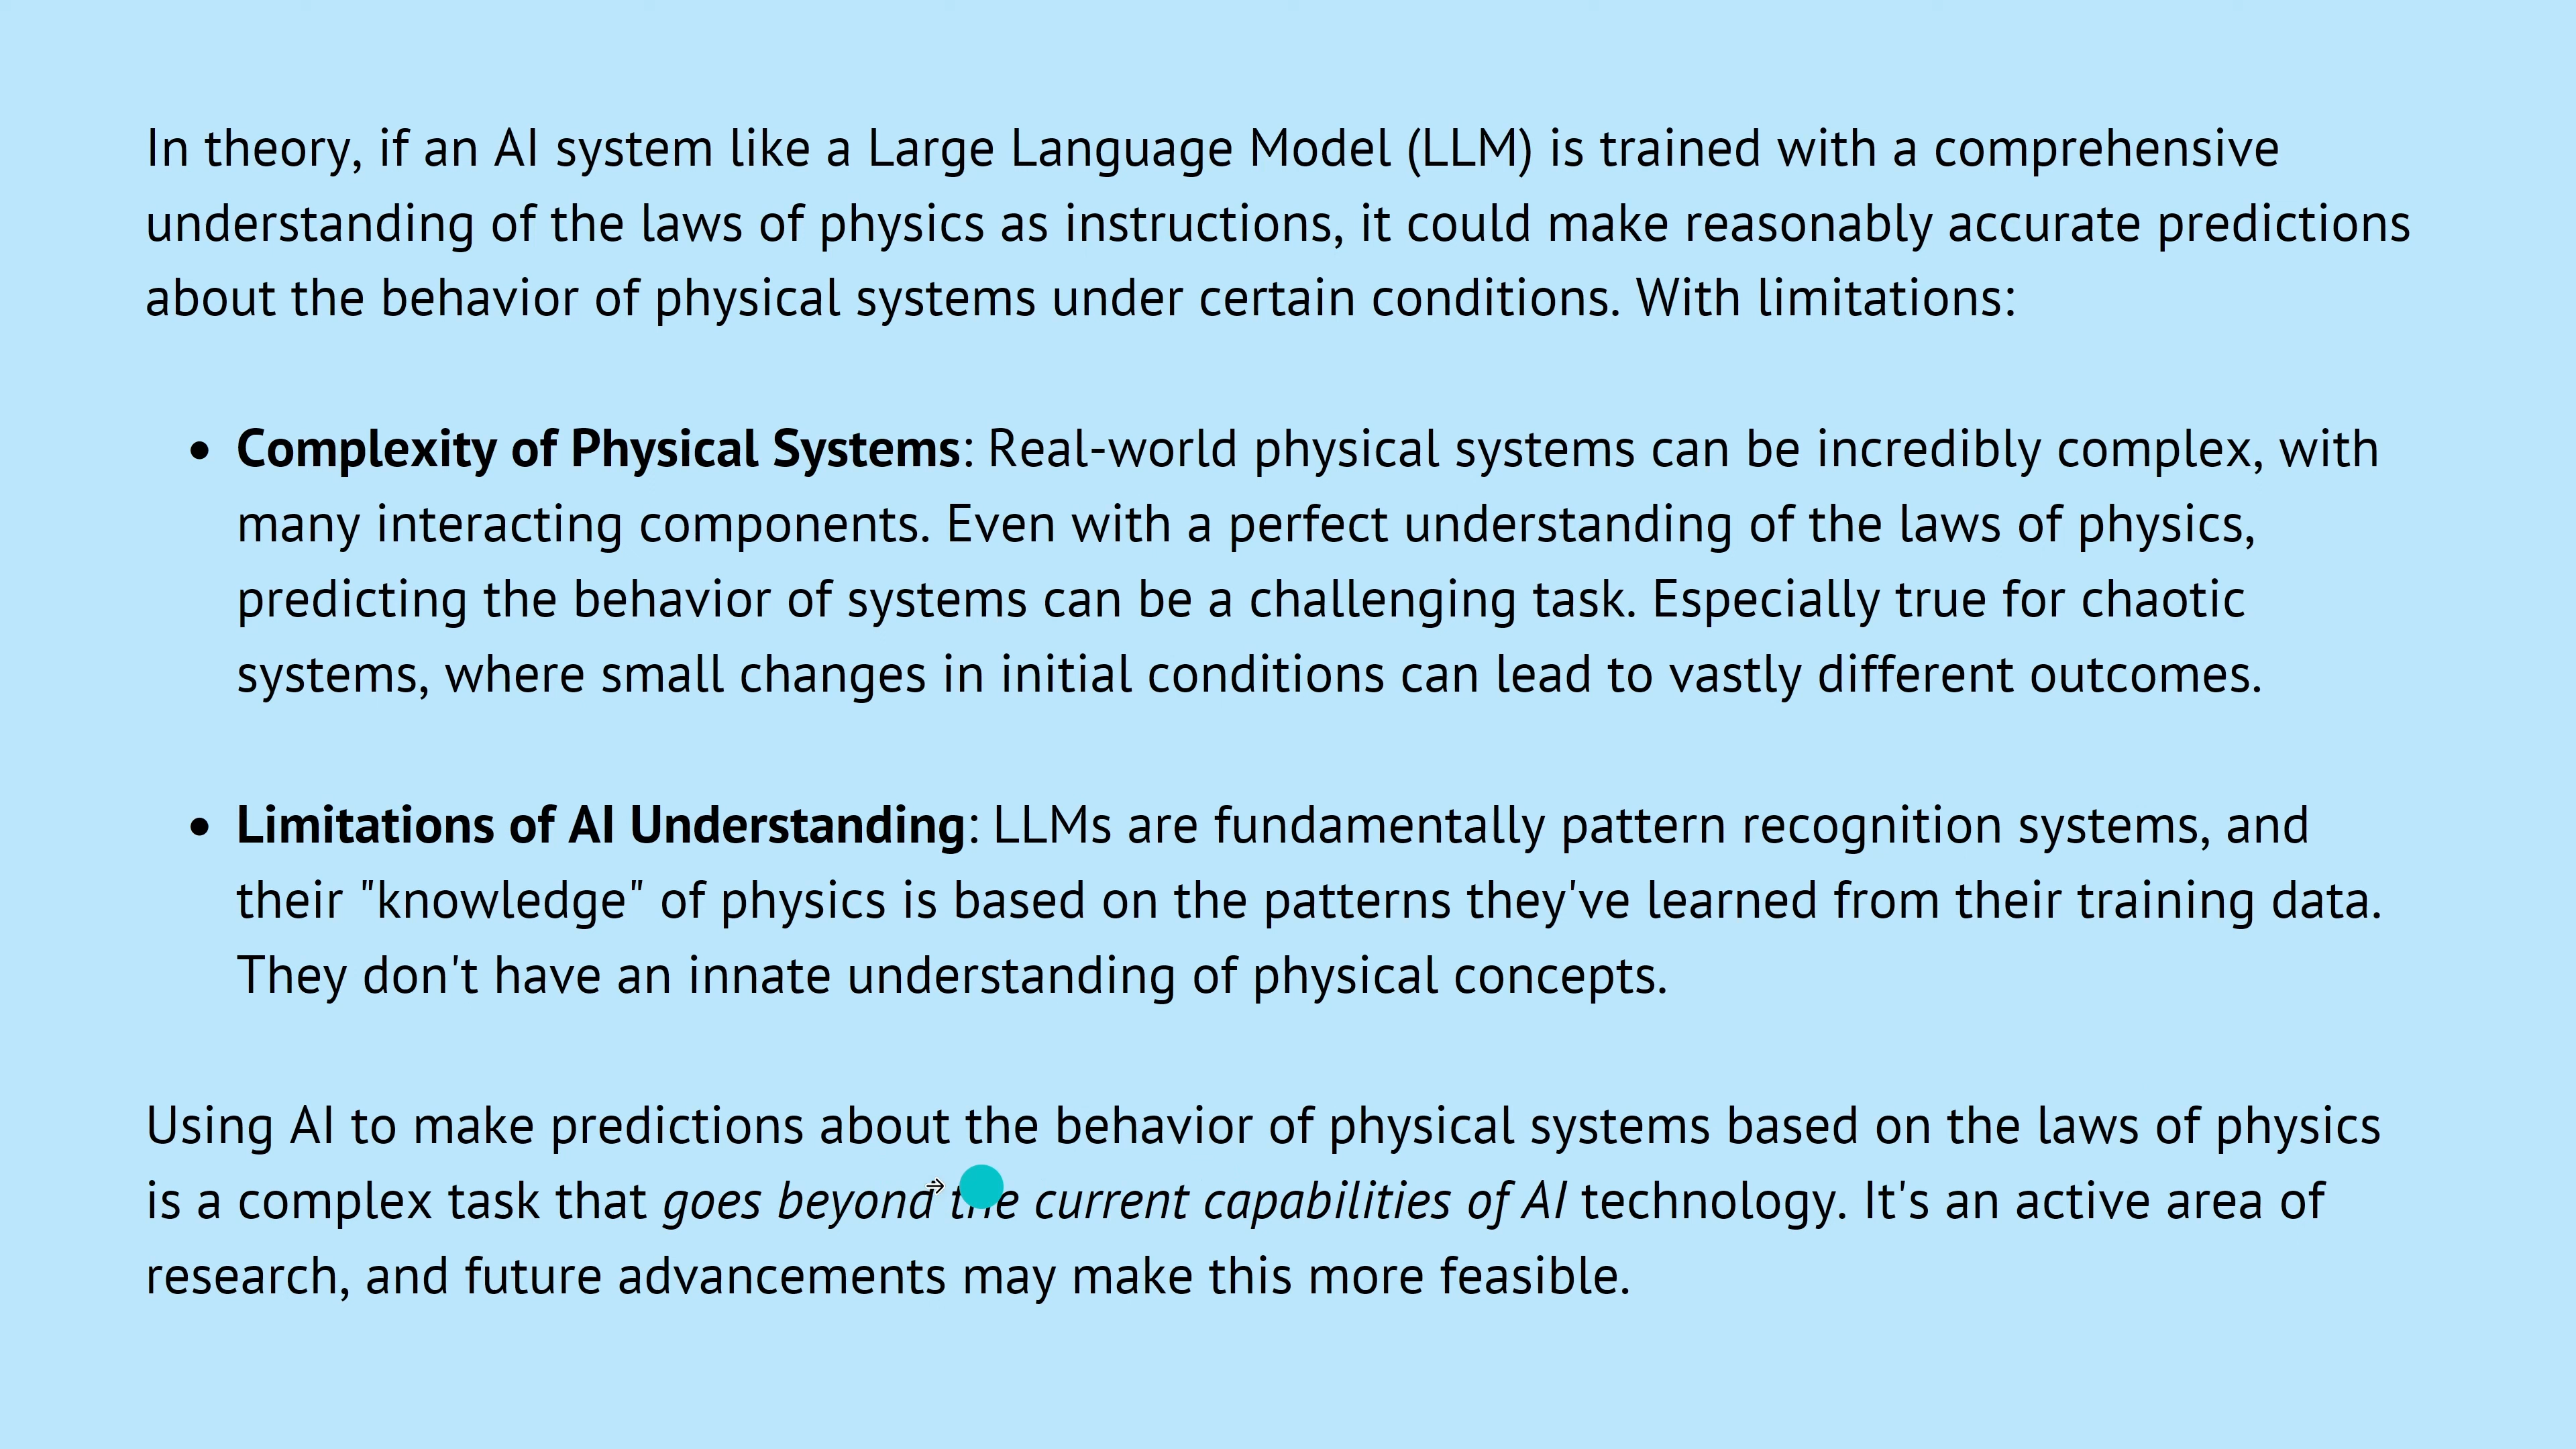 In theory, if an AI system like a Large Language Model (LLM) is trained with a comprehensive
understanding of the laws of physics as instructions, it could make reasonably accurate predictions
about the behavior of physical systems under certain conditions. With limitations:
• Complexity of Physical Systems: Real-world physical systems can be incredibly complex, with
many interacting components. Even with a perfect understanding of the laws of physics,
predicting the behavior of systems can be a challenging task. Especially true for chaotic
systems, where small changes in initial conditions can lead to vastly different outcomes.
• Limitations of AI Understanding: LLMs are fundamentally pattern recognition systems, and
their "knowledge" of physics is based on the patterns they've learned from their training data.
They don't have an innate understanding of physical concepts.
Using AI to make predictions about the behavior of physical systems based on the laws of physics
is a complex task that goes beyond the current capabilities of AI technology. It's an active area of
research, and future advancements may make this more feasible.